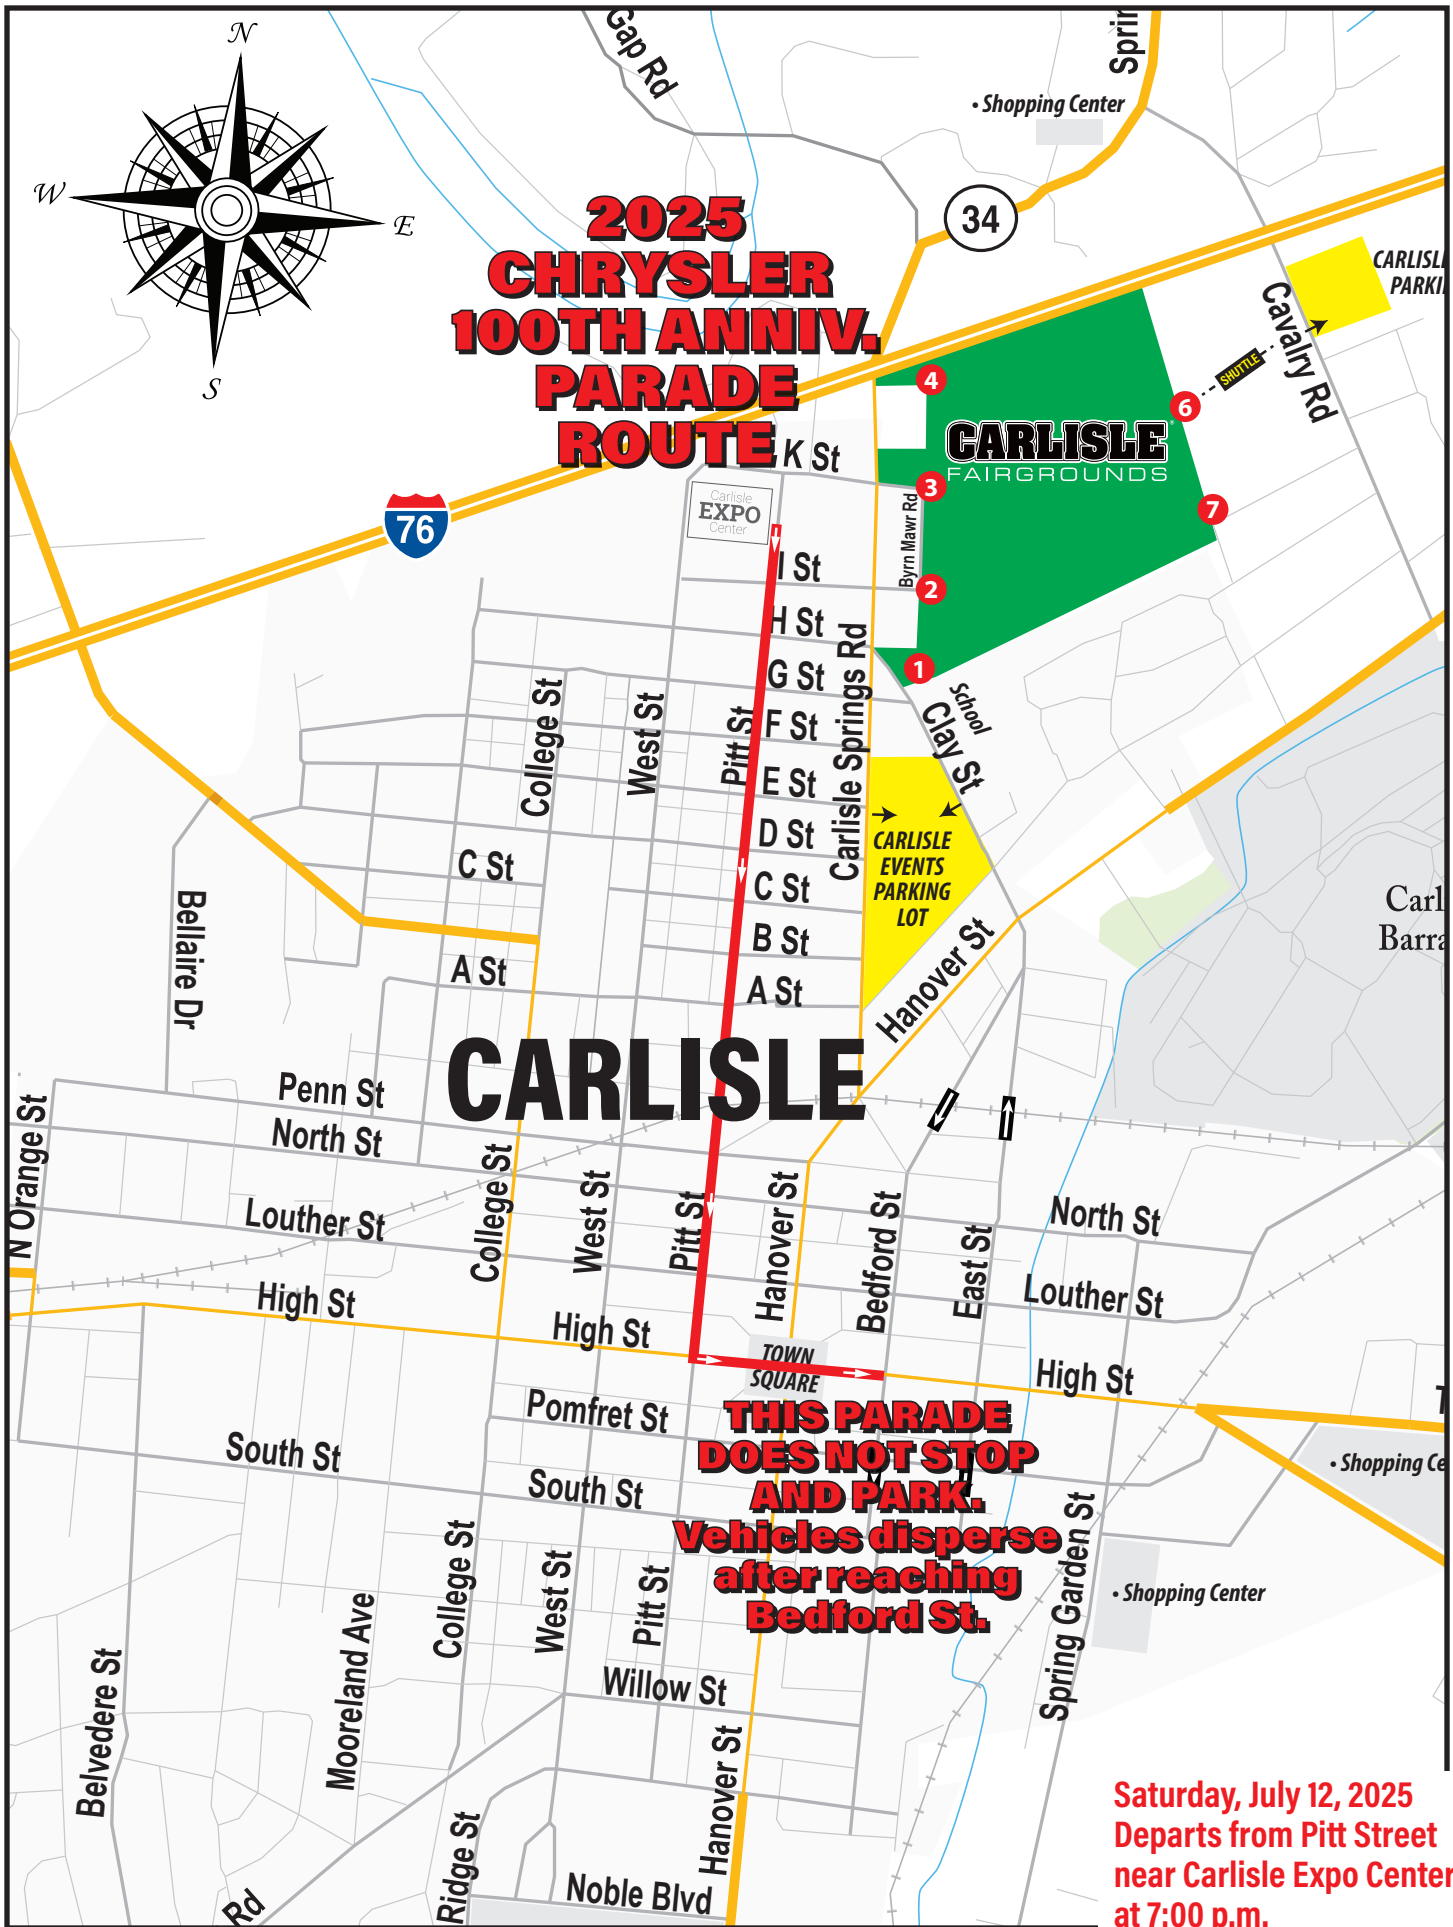 N
W
E
S
Gap Rd
Sprin
• Shopping Center
34
2025
CHRYSLER
100TH ANNIV.
PARADE
ROUTE
CARLISLE
PARKI
Cavalry Rd
SHUTTLE
4
6
CARLISLE
FAIRGROUNDS
K St
3
7
Carlisle
EXPO
Center
76
Byrn Mawr Rd
I St
2
H St
Carlisle Springs Rd
1
G St
School
Clay St
College St
West St
Pitt St
F St
E St
D St
CARLISLE
EVENTS
PARKING
LOT
C St
C St
Bellaire Dr
Carl
Barra
B St
Hanover St
A St
A St
CARLISLE
Penn St
N Orange St
North St
College St
West St
Pitt St
Hanover St
Bedford St
East St
North St
Louther St
Louther St
High St
High St
TOWN
SQUARE
High St
Pomfret St
THIS PARADE
DOES NOT STOP
AND PARK.
Vehicles disperse
after reaching
Bedford St.
T
South St
• Shopping Ce
South St
College St
West St
Pitt St
Spring Garden St
• Shopping Center
Mooreland Ave
Belvedere St
Willow St
Hanover St
Ridge St
Noble Blvd
Rd
Saturday, July 12, 2025
Departs from Pitt Street
near Carlisle Expo Center
at 7:00 p.m.